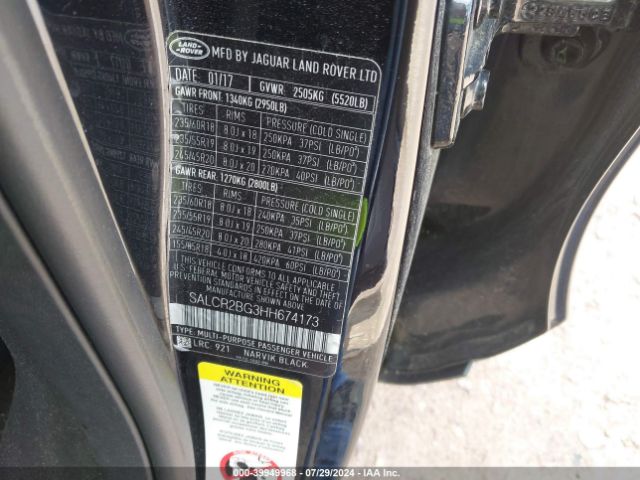 LAND-
ROVER
MFD BY JAGUAR LAND ROVER LTD
DATE: 01/17 GVWR: 2505KG (5520LB)
GAWR FRONT: 1340KG (2950LB)
TIRES RIMS PRESSURE (COLD SINGLE)
235/60R18 8.0J x 18 250KPA 37PSI (LB/PO²)
235/55R19 8.0J x 19 250KPA 37PSI (LB/PO²)
245/45R20 8.0J x 20 270KPA 40PSI (LB/PO²)
GAWR REAR: 1270KG (2800LB)
TIRES RIMS PRESSURE (COLD SINGLE)
235/60R18 8.0J x 18 240KPA 35PSI (LB/PO²)
235/55R19 8.0J x 19 250KPA 37PSI (LB/PO²)
245/45R20 8.0J x 20 280KPA 41PSI (LB/PO²)
155/85R18 4.0J x 18 420KPA 60PSI (LB/PO²)
THIS VEHICLE CONFORMS TO ALL APPLICABLE
U.S. FEDERAL MOTOR VEHICLE SAFETY AND THEFT
PREVENTION STANDARDS IN EFFECT ON THE DATE OF
MANUFACTURE SHOWN ABOVE.
SALCR2BG3HH674173
TYPE: MULTI-PURPOSE PASSENGER VEHICLE
LRC: 921 NARVIK BLACK.
WARNING
ATTENTION
000-39949968 - 07/29/2024 - IAA Inc.